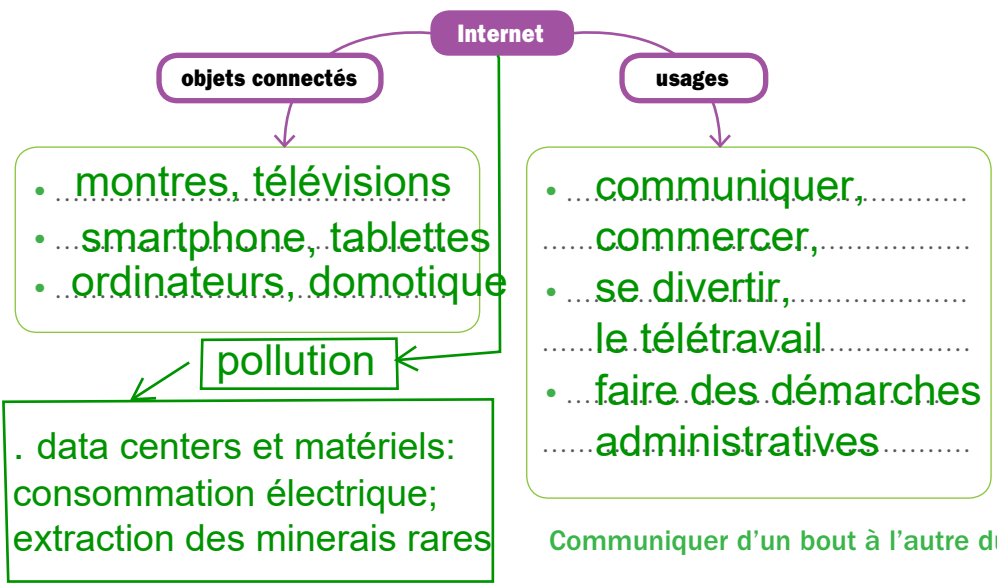 Internet
objets connectés
usages
• montres, télévisions
• smartphone, tablettes
• ordinateurs, domotique
• communiquer,
commercer,
• se divertir,
le télétravail
• faire des démarches
administratives
pollution
. data centers et matériels:
consommation électrique;
extraction des minerais rares
Communiquer d'un bout à l'autre